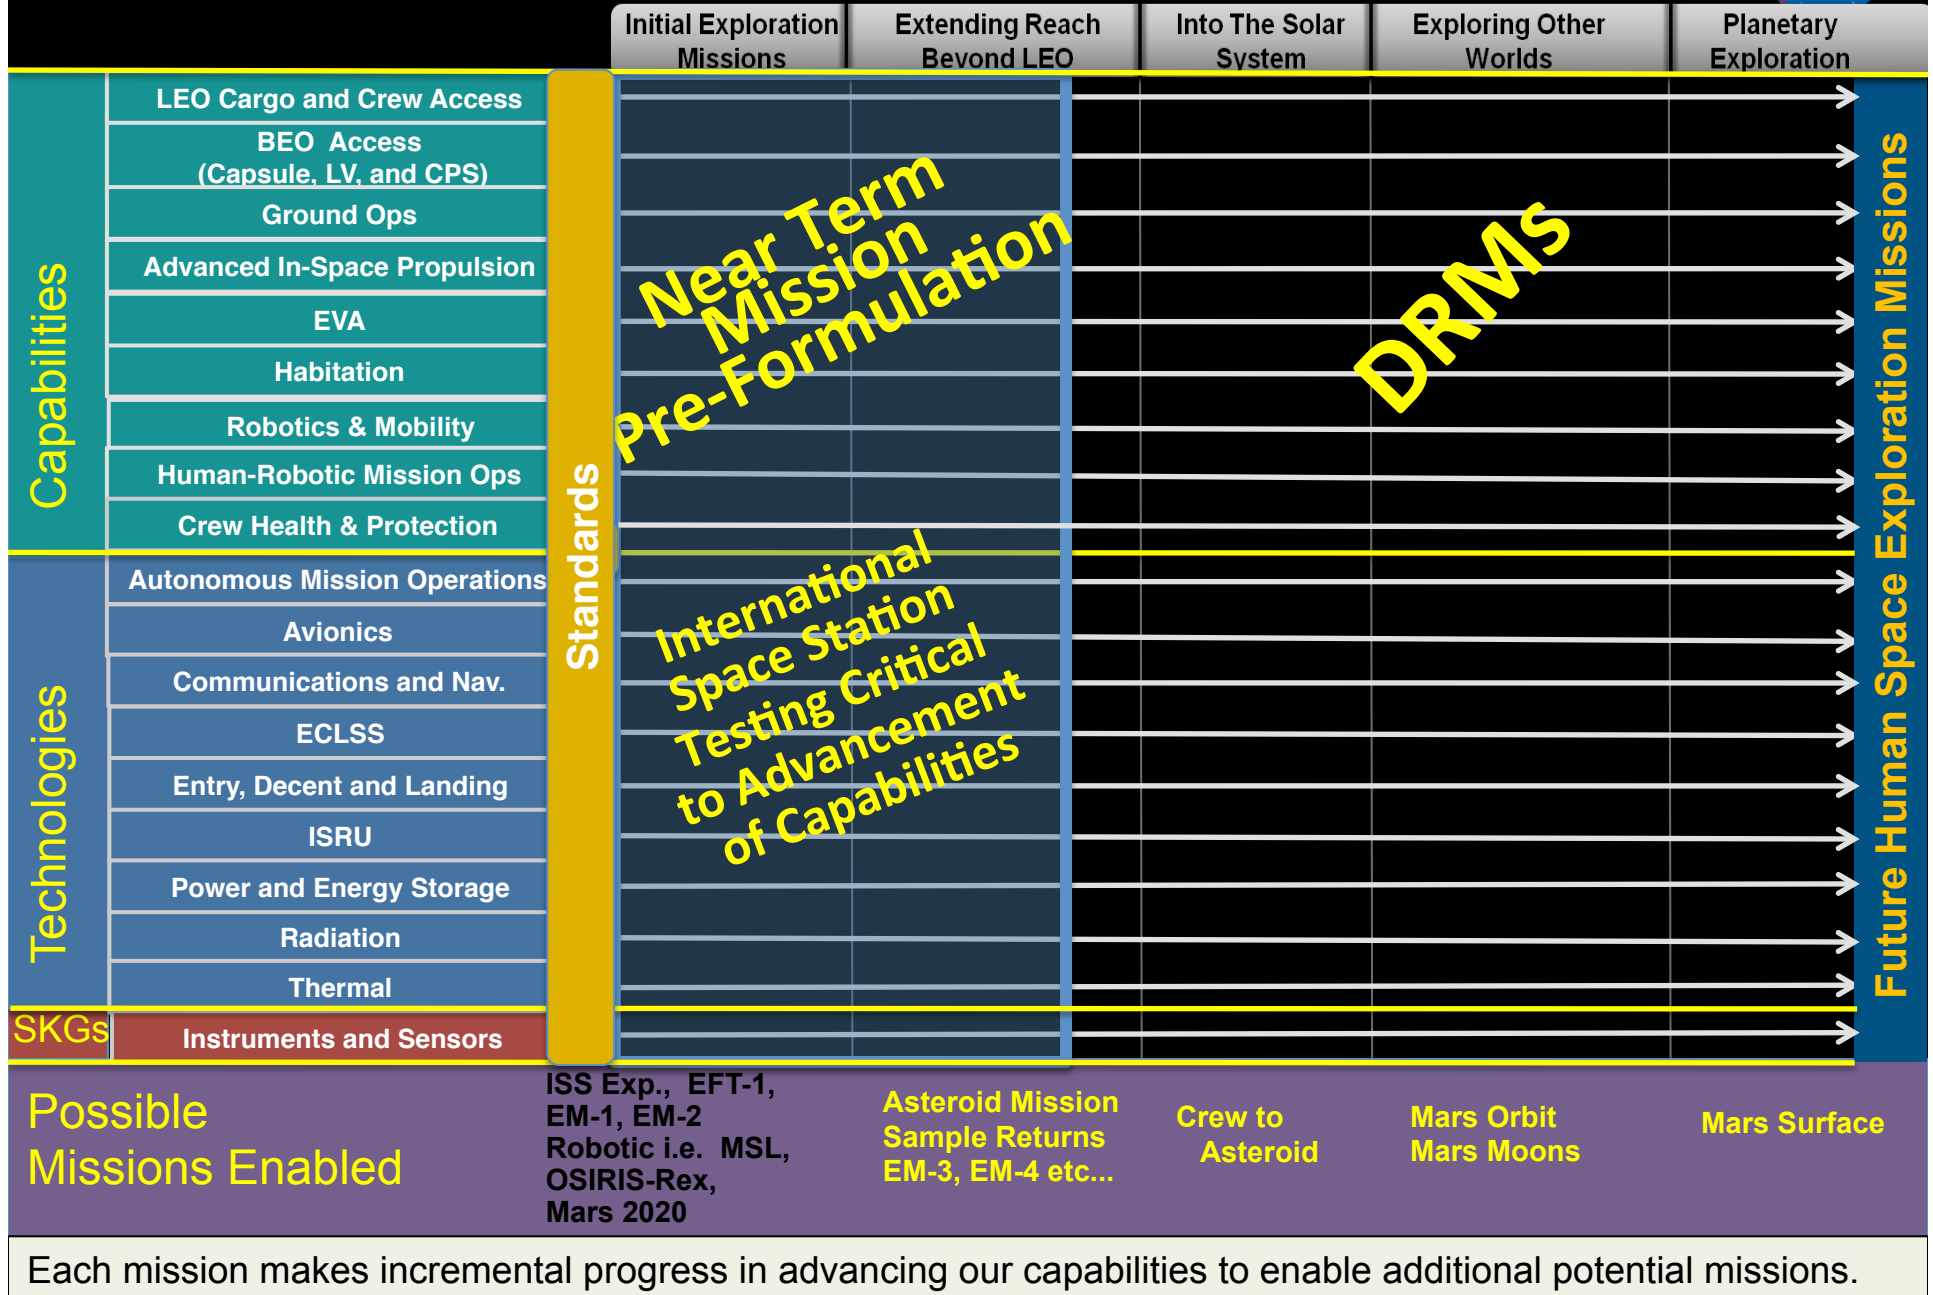 Initial Exploration
Missions
Extending Reach
Beyond LEO
Into The Solar
System
Exploring Other
Worlds
Planetary
Exploration
Capabilities
LEO Cargo and Crew Access
BEO Access
(Capsule, LV, and CPS)
Ground Ops
Advanced In-Space Propulsion
EVA
Habitation
Robotics & Mobility
Human-Robotic Mission Ops
Crew Health & Protection
Technologies
Autonomous Mission Operations
Avionics
Communications and Nav.
ECLSS
Entry, Decent and Landing
ISRU
Power and Energy Storage
Radiation
Thermal
SKGs
Instruments and Sensors
Standards
Near Term
Mission
Pre-Formulation
International
Space Station
Testing Critical
to Advancement
of Capabilities
DRMs
Future Human Space Exploration Missions
Possible
Missions Enabled
ISS Exp., EFT-1,
EM-1, EM-2
Robotic i.e. MSL,
OSIRIS-Rex,
Mars 2020
Asteroid Mission
Sample Returns
EM-3, EM-4 etc...
Crew to
Asteroid
Mars Orbit
Mars Moons
Mars Surface
Each mission makes incremental progress in advancing our capabilities to enable additional potential missions.